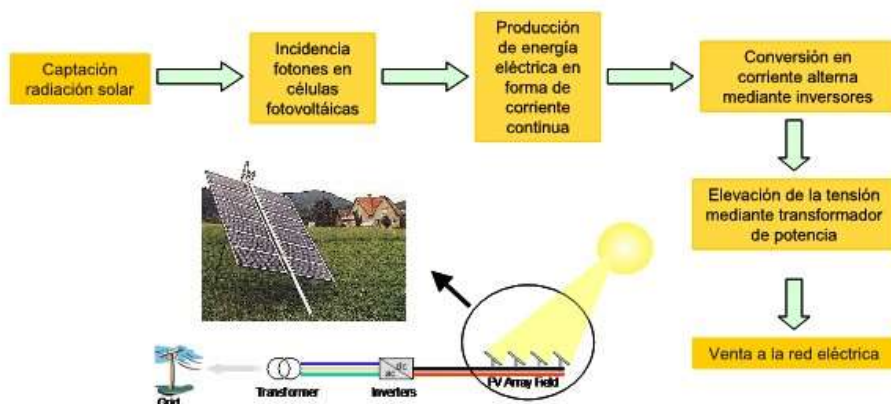 Captación
radiación solar
Incidencia
fotones en
células
fotovoltáicas
Producción
de energía
eléctrica en
forma de
corriente
continua
Conversión en
corriente alterna
mediante inversores
Elevación de la tensión
mediante transformador
de potencia
Venta a la red eléctrica
Grid
Transformer
dc
ac
Inverters
PV Array Field